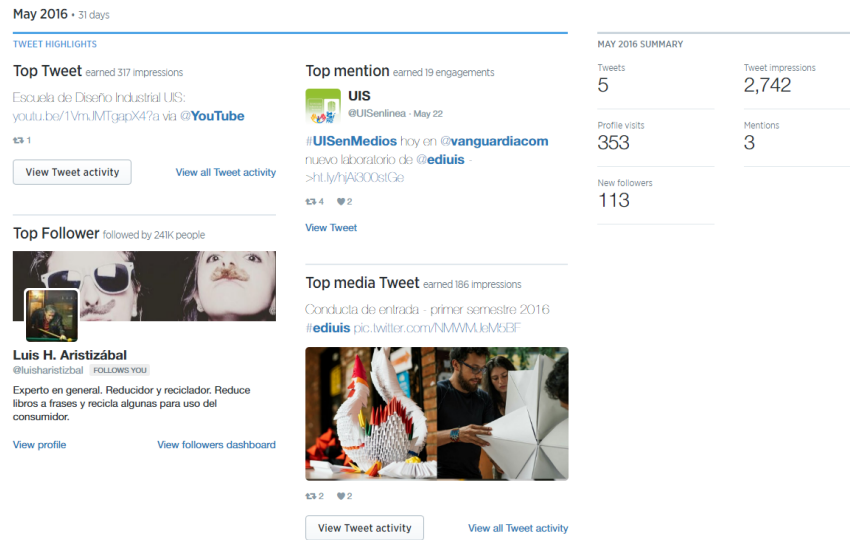 May 2016 • 31 days
TWEET HIGHLIGHTS
Top Tweet earned 317 impressions
Escuela de Diseño Industrial UIS:
youtu.be/1VmJMTgapX4?a via @YouTube
1
View Tweet activity
View all Tweet activity
Top Follower followed by 241K people
Luis H. Aristizábal
@luisharistizbal FOLLOWS YOU
Experto en general. Reducidor y reciclador. Reduce
libros a frases y recicla algunas para uso del
consumidor.
View profile
View followers dashboard
Top mention earned 19 engagements
UIS
@UISenlinea · May 22
#UISenMedios hoy en @vanguardiacom
nuevo laboratorio de @ediuis -
>ht.ly/hjAi300stGe
4 2
View Tweet
Top media Tweet earned 186 impressions
Conducta de entrada - primer semestre 2016
#ediuis pic.twitter.com/NMWMJeM5BF
2 2
View Tweet activity
View all Tweet activity
MAY 2016 SUMMARY
Tweets
5
Tweet impressions
2,742
Profile visits
353
Mentions
3
New followers
113